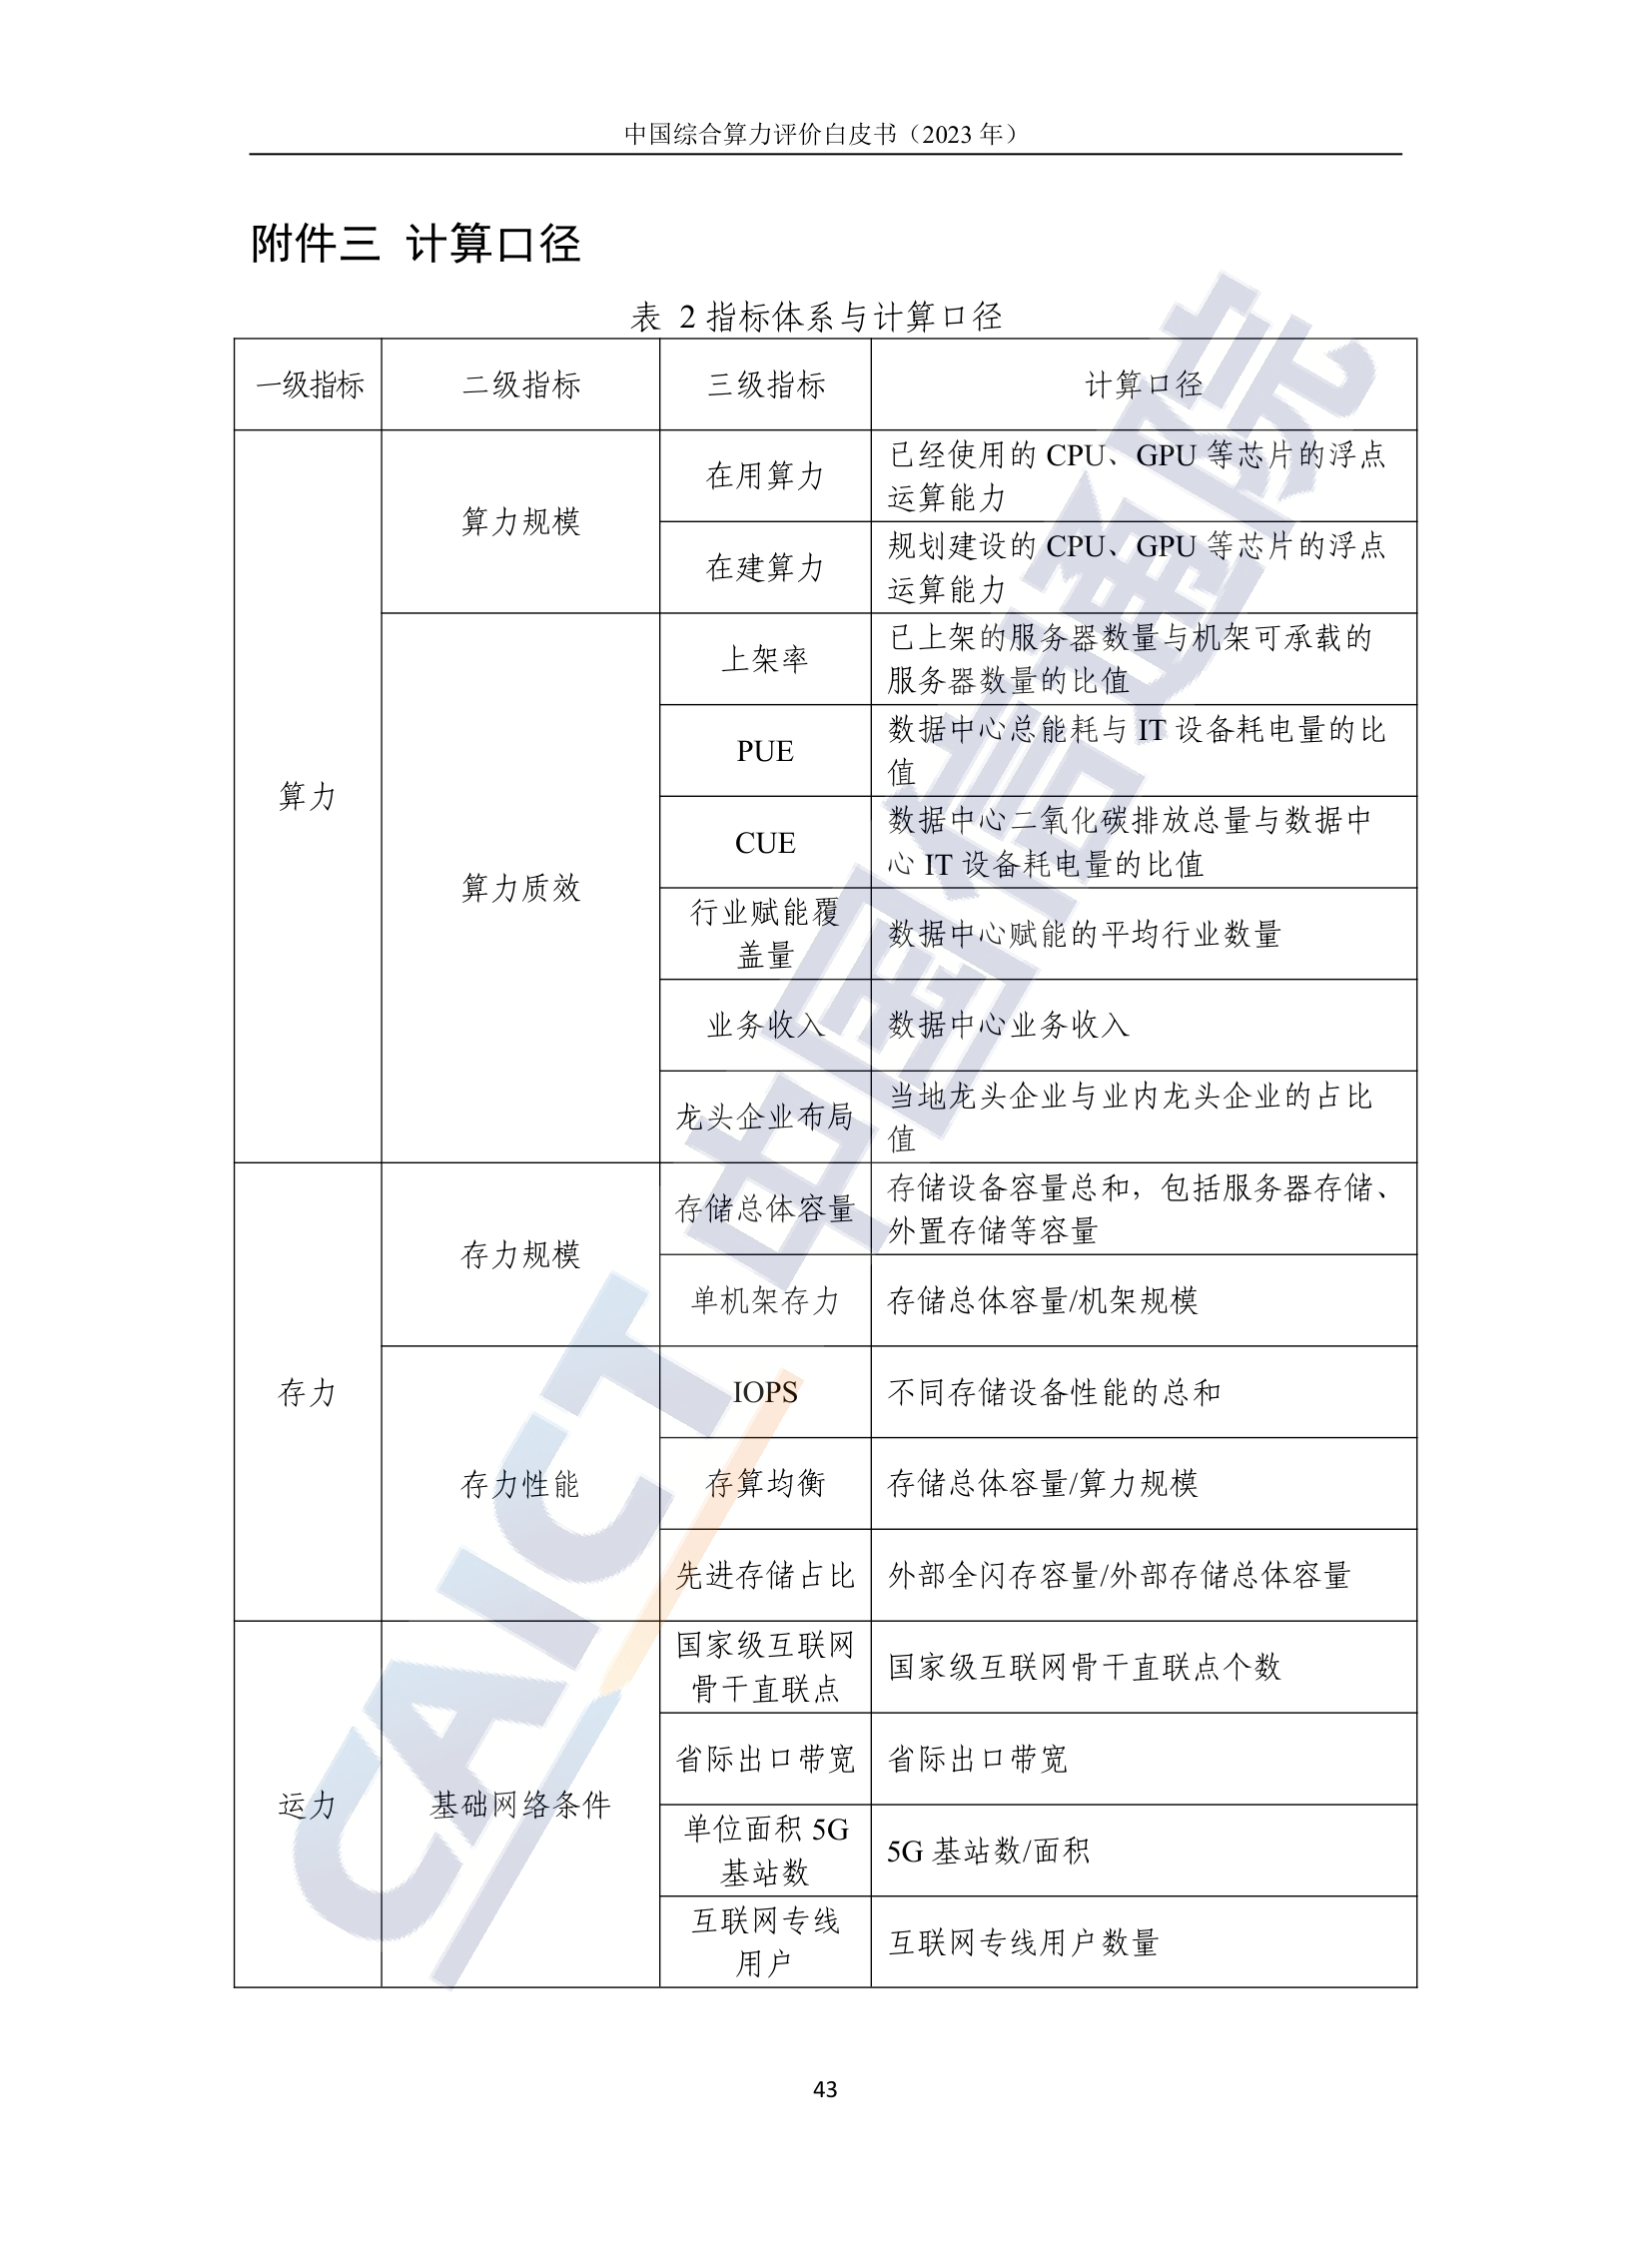 中国综合算力评价白皮书（2023 年）
附件三 计算口径
表 2 指标体系与计算口径
一级指标
二级指标
三级指标
计算口径
算力
算力规模
在用算力
已经使用的 CPU、GPU 等芯片的浮点
运算能力
在建算力
规划建设的 CPU、GPU 等芯片的浮点
运算能力
算力质效
上架率
已上架的服务器数量与机架可承载的
服务器数量的比值
PUE
数据中心总能耗与 IT 设备耗电量的比
值
CUE
数据中心二氧化碳排放总量与数据中
心 IT 设备耗电量的比值
行业赋能覆
盖量
数据中心赋能的平均行业数量
业务收入
数据中心业务收入
龙头企业布局
当地龙头企业与业内龙头企业的占比
值
存力
存力规模
存储总体容量
存储设备容量总和，包括服务器存储、
外置存储等容量
单机架存力
存储总体容量/机架规模
存力性能
IOPS
不同存储设备性能的总和
存算均衡
存储总体容量/算力规模
先进存储占比
外部全闪存容量/外部存储总体容量
运力
基础网络条件
国家级互联网
骨干直联点
国家级互联网骨干直联点个数
省际出口带宽
省际出口带宽
单位面积 5G
基站数
5G 基站数/面积
互联网专线
用户
互联网专线用户数量
CAICT 中国信通院
43